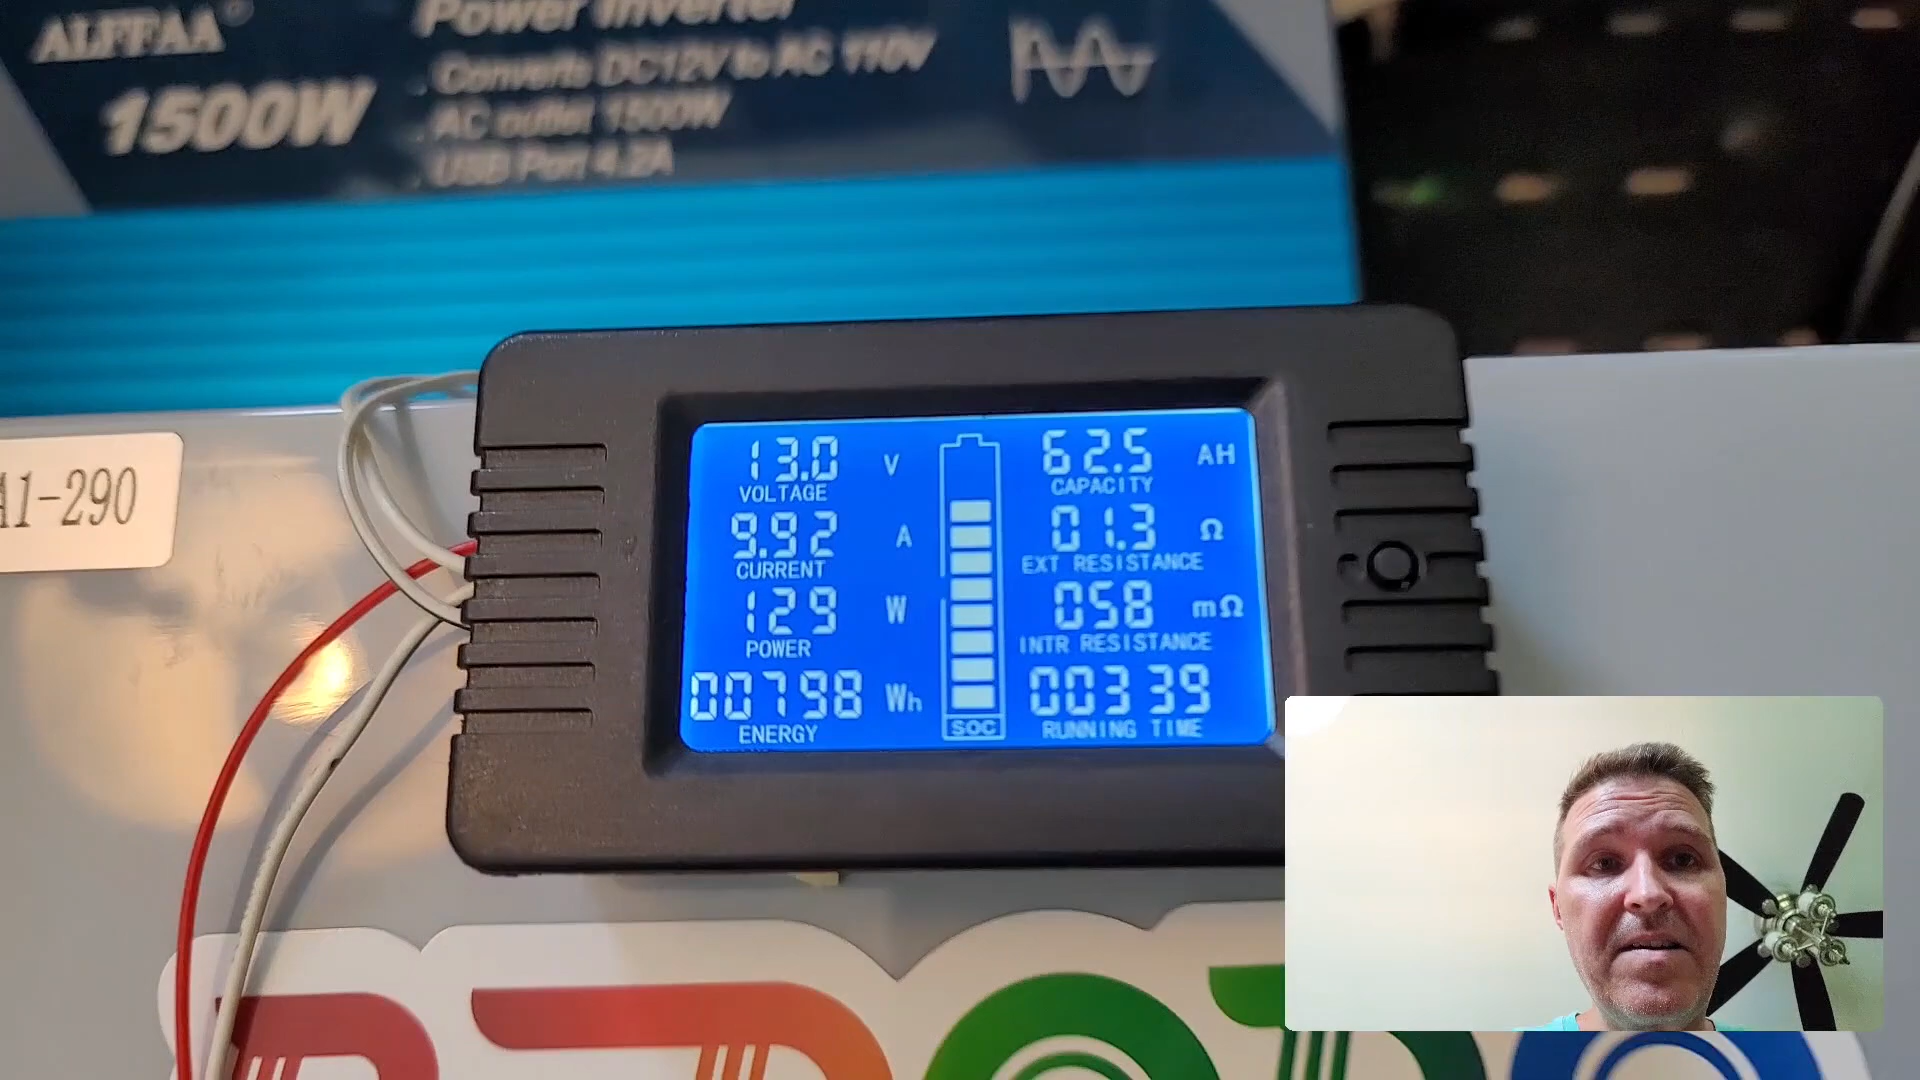 ALFFAA®
Power Inverter
. Converts DC12V to AC 110V
1500W
. AC outlet 1500W
. USB Port 4.2A
A1-290
13.0 V
VOLTAGE
9.92 A
CURRENT
129 W
POWER
00798 Wh
ENERGY
SOC
62.5 AH
CAPACITY
01.3 Ω
EXT RESISTANCE
058 mΩ
INTR RESISTANCE
00339
RUNNING TIME